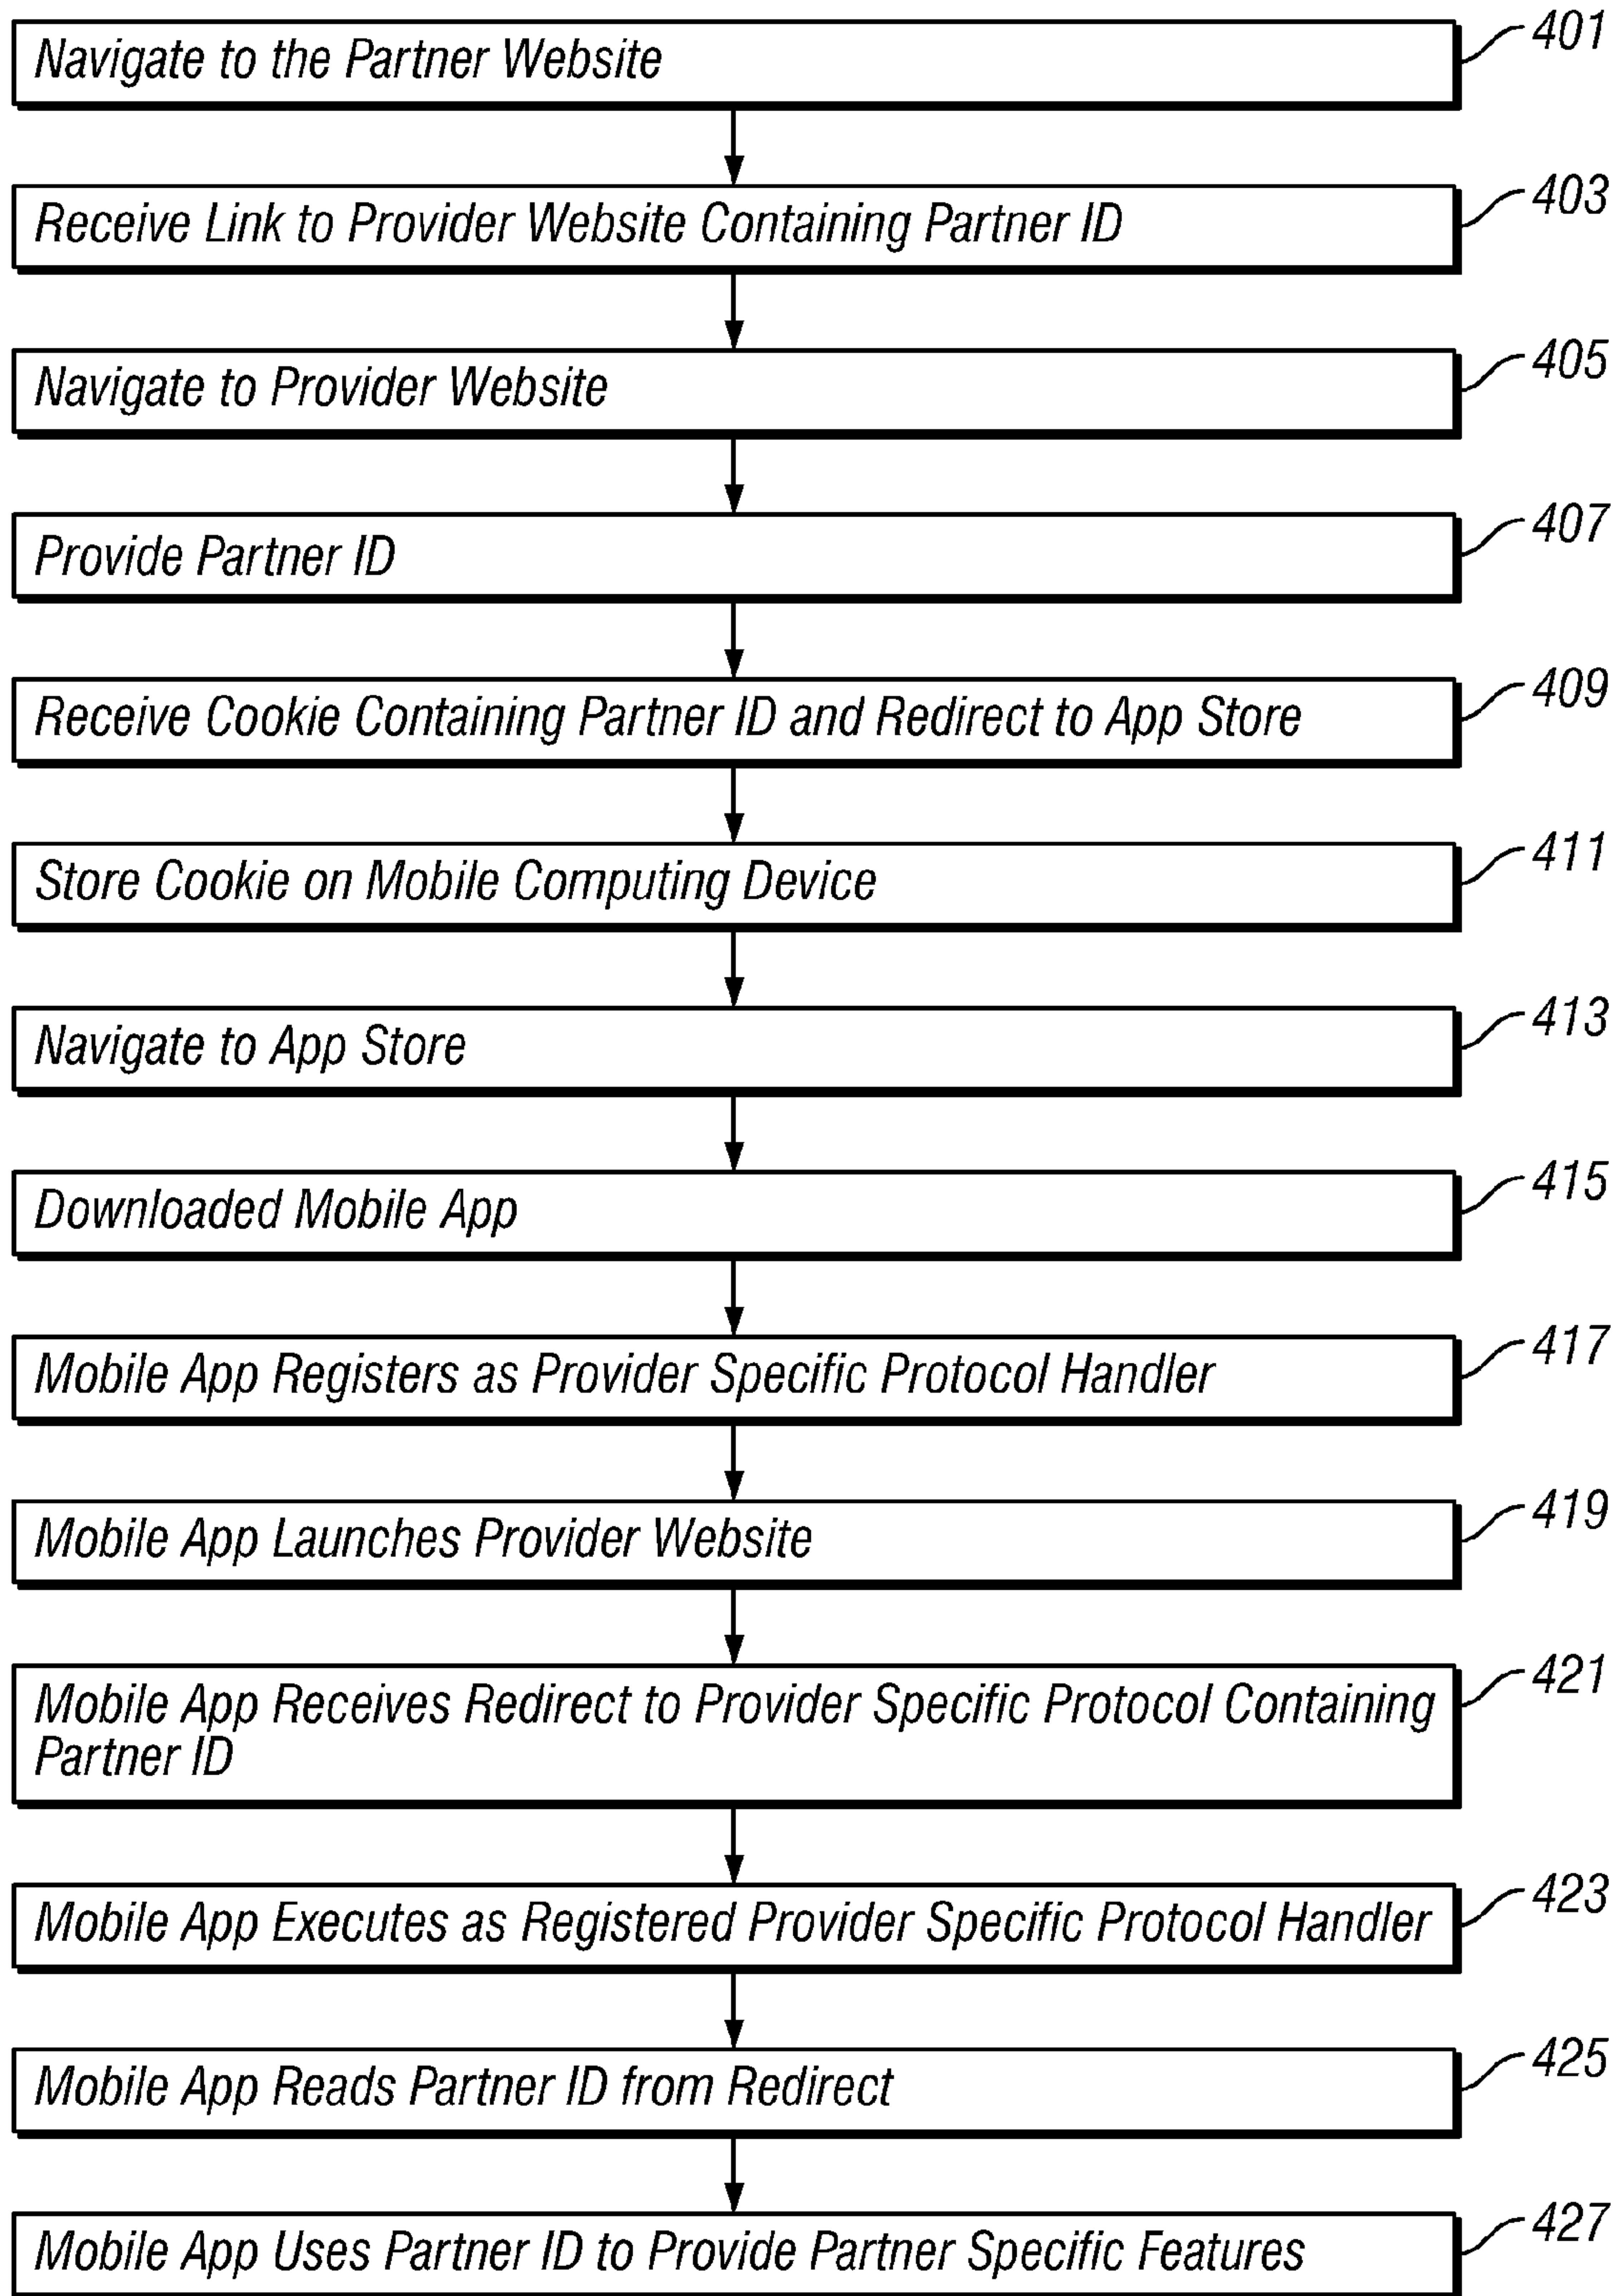 Navigate to the Partner Website
401
Receive Link to Provider Website Containing Partner ID
403
Navigate to Provider Website
405
Provide Partner ID
407
Receive Cookie Containing Partner ID and Redirect to App Store
409
Store Cookie on Mobile Computing Device
411
Navigate to App Store
413
Downloaded Mobile App
415
Mobile App Registers as Provider Specific Protocol Handler
417
Mobile App Launches Provider Website
419
Mobile App Receives Redirect to Provider Specific Protocol Containing
Partner ID
421
Mobile App Executes as Registered Provider Specific Protocol Handler
423
Mobile App Reads Partner ID from Redirect
425
Mobile App Uses Partner ID to Provide Partner Specific Features
427